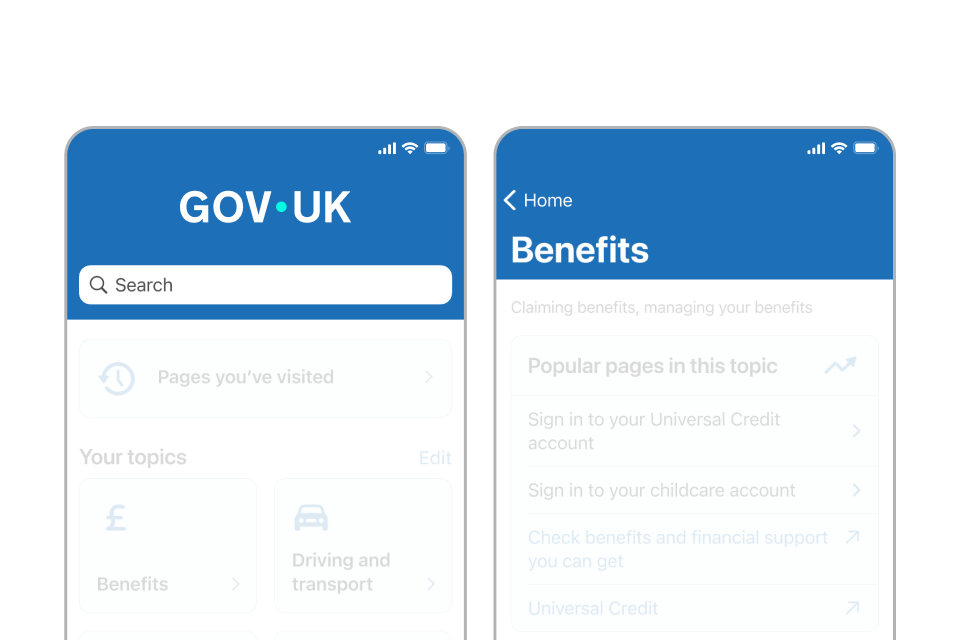 GOV·UK
Search
Pages you’ve visited
Your topics
Edit
£
Benefits
Driving and
transport
Home
Benefits
Claiming benefits, managing your benefits
Popular pages in this topic
Sign in to your Universal Credit
account
Sign in to your childcare account
Check benefits and financial support
you can get
Universal Credit